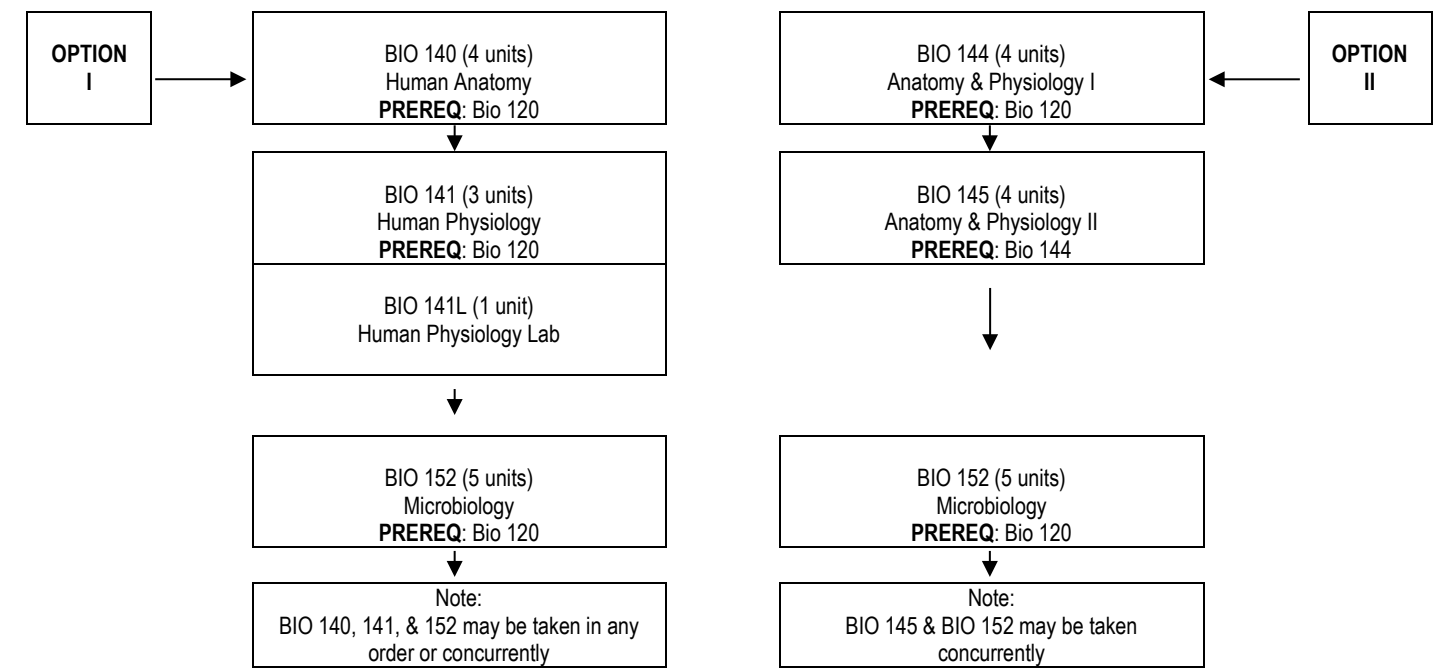 OPTION
I
BIO 140 (4 units)
Human Anatomy
PREREQ: Bio 120
BIO 141 (3 units)
Human Physiology
PREREQ: Bio 120
BIO 141L (1 unit)
Human Physiology Lab
BIO 152 (5 units)
Microbiology
PREREQ: Bio 120
Note:
BIO 140, 141, & 152 may be taken in any
order or concurrently
OPTION
II
BIO 144 (4 units)
Anatomy & Physiology I
PREREQ: Bio 120
BIO 145 (4 units)
Anatomy & Physiology II
PREREQ: Bio 144
BIO 152 (5 units)
Microbiology
PREREQ: Bio 120
Note:
BIO 145 & BIO 152 may be taken
concurrently